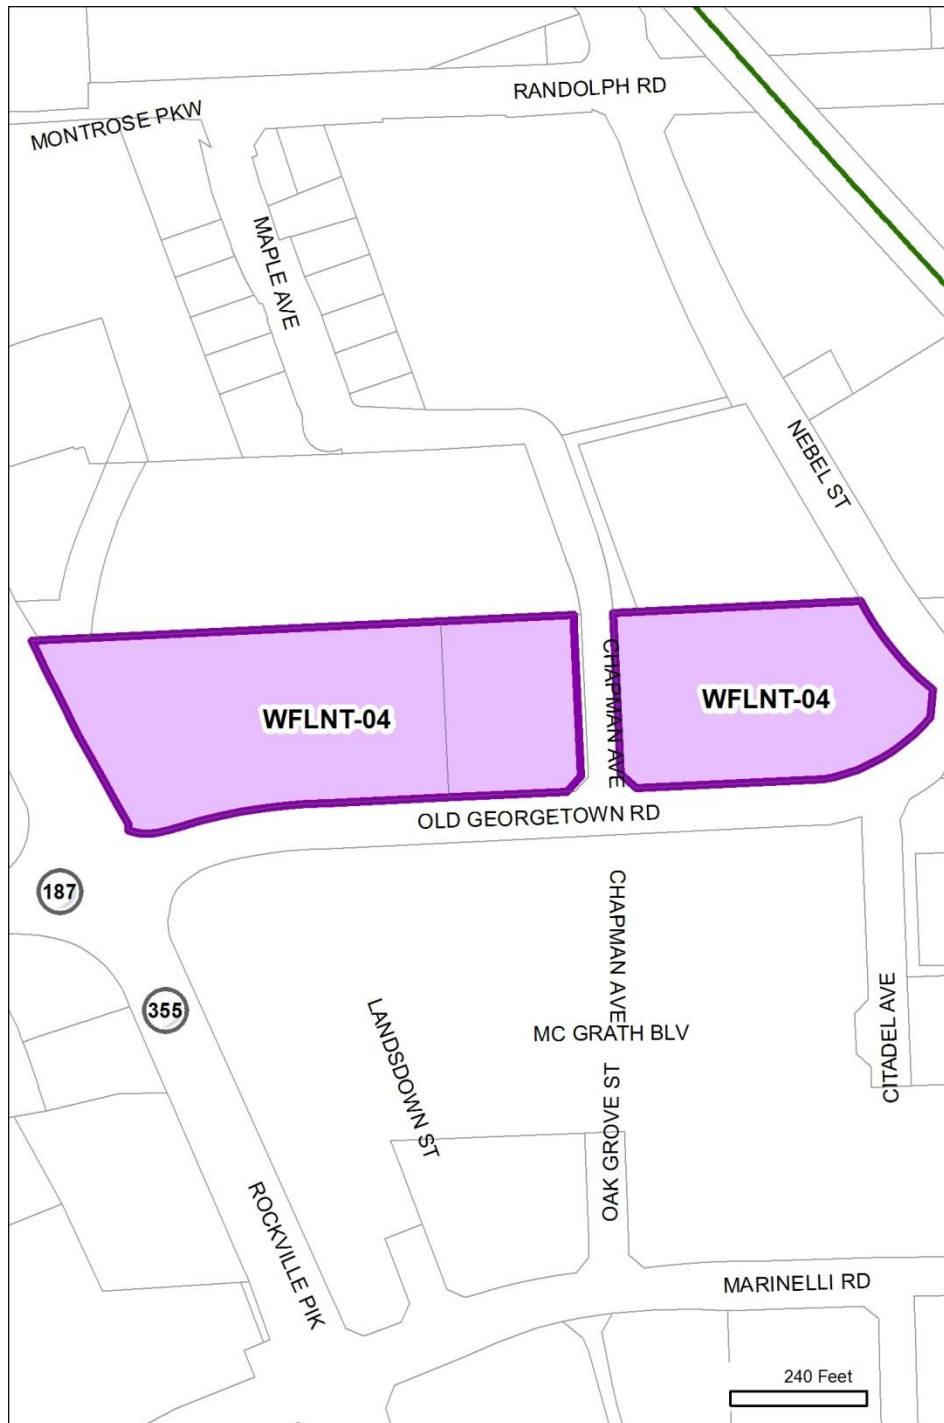 RANDOLPH RD
MONTROSE PKW
MAPLE AVE
NEBEL ST
CHAPMAN AVE
WFLNT-04
WFLNT-04
OLD GEORGETOWN RD
187
CHAPMAN AVE
355
LANDSDOWN ST
MC GRATH BLV
CITADEL AVE
OAK GROVE ST
ROCKVILLE PIK
MARINELLI RD
240 Feet